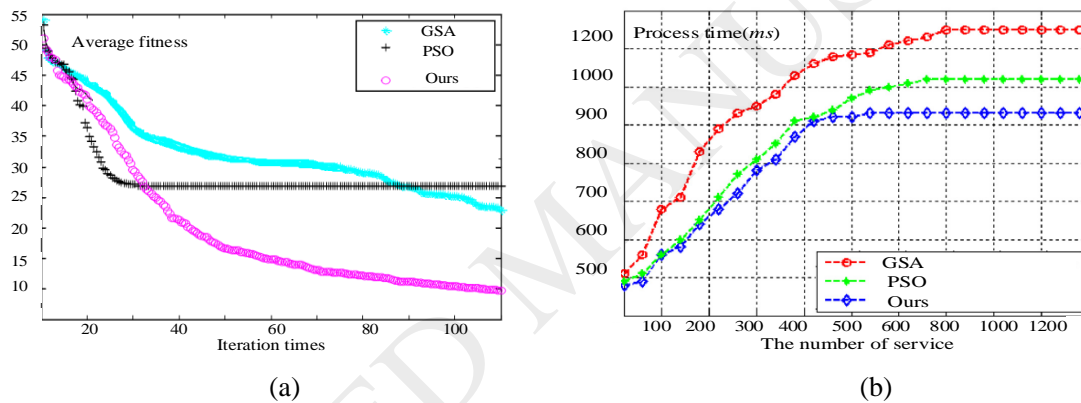 55
50
45
40
35
30
25
20
15
10
Average fitness
GSA
PSO
Ours
20
40
60
80
100
Iteration times
(a)
1200
1000
900
800
700
600
500
Process time(ms)
GSA
PSO
Ours
100
200
300
400
500
600
800
1000
1200
The number of service
(b)
ED MANUS